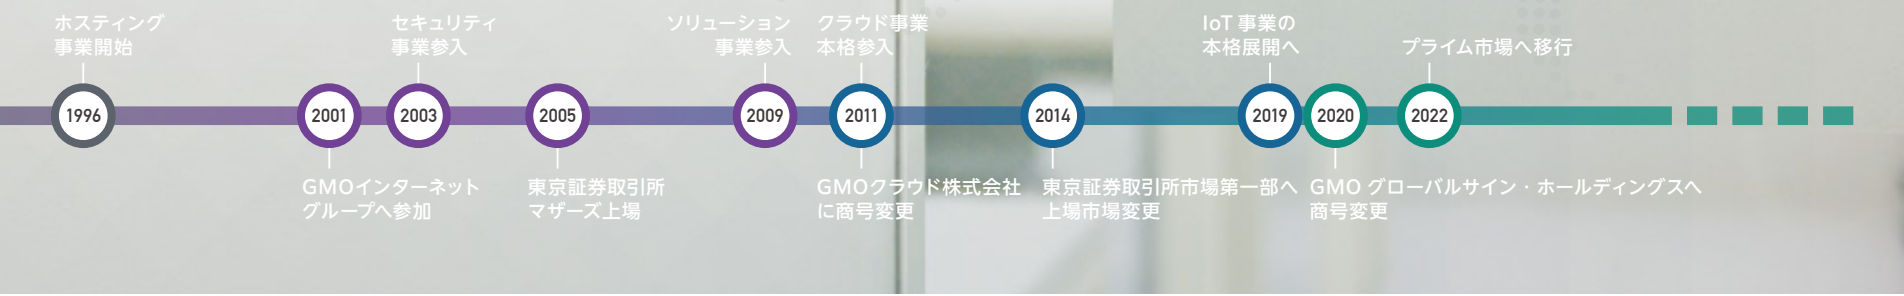 ホスティング
事業開始
1996
2001
GMOインターネット
グループへ参加
セキュリティ
事業参入
2003
2005
東京証券取引所
マザーズ上場
ソリューション
事業参入
2009
クラウド事業
本格参入
2011
GMOクラウド株式会社
に商号変更
2014
東京証券取引所市場第一部へ
上場市場変更
IoT 事業の
本格展開へ
2019
2020
GMO グローバルサイン・ホールディングスへ
商号変更
プライム市場へ移行
2022